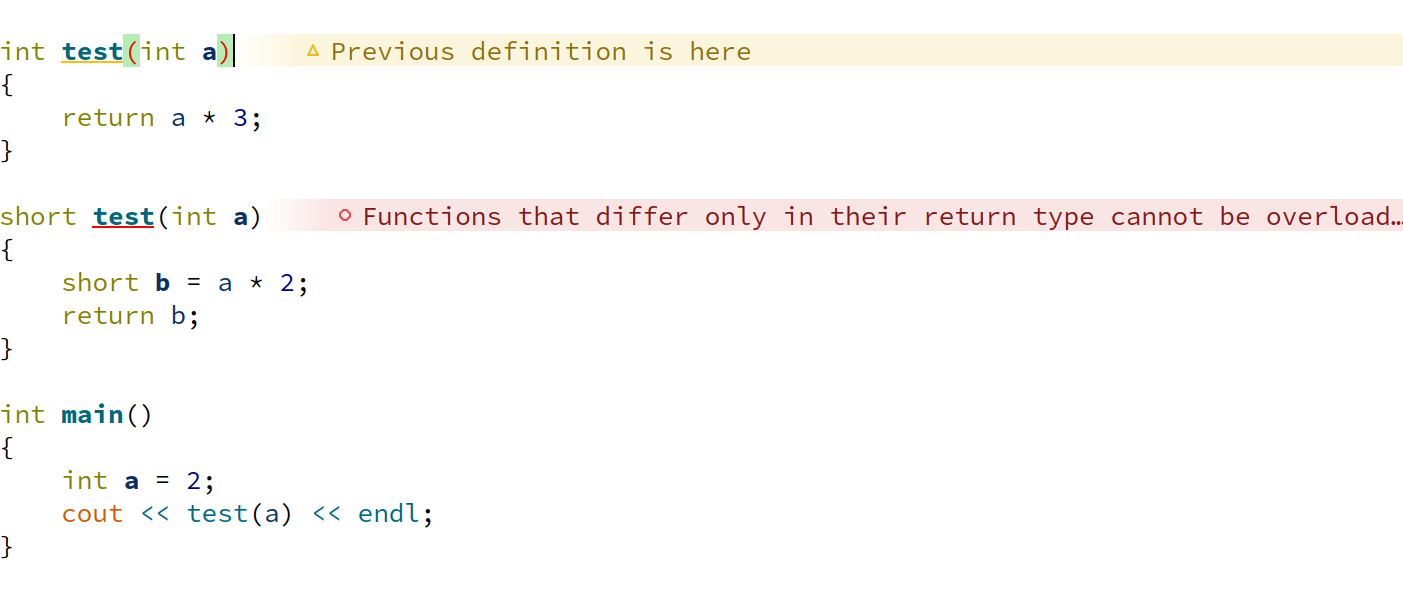 int test(int a) Previous definition is here
{
    return a * 3;
}
short test(int a) Functions that differ only in their return type cannot be overload…
{
    short b = a * 2;
    return b;
}
int main()
{
    int a = 2;
    cout << test(a) << endl;
}